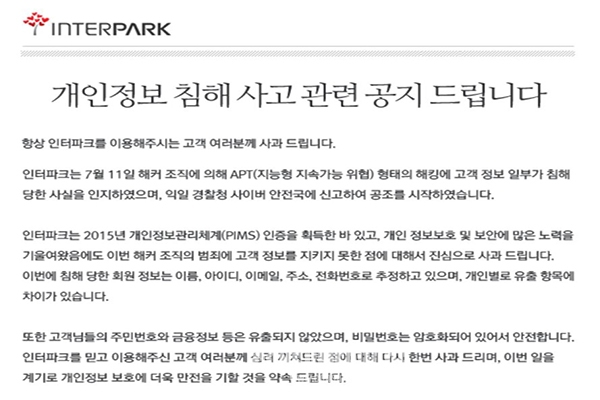 INTERPARK
개인정보 침해 사고 관련 공지 드립니다
항상 인터파크를 이용해주시는 고객 여러분께 사과 드립니다.
인터파크는 7월 11일 해커 조직에 의해 APT(지능형 지속가능 위협) 형태의 해킹에 고객 정보 일부가 침해
당한 사실을 인지하였으며, 익일 경찰청 사이버 안전국에 신고하여 공조를 시작하였습니다.
인터파크는 2015년 개인정보관리체계(PIMS) 인증을 획득한 바 있고, 개인 정보보호 및 보안에 많은 노력을
기울여왔음에도 이번 해커 조직의 범죄에 고객 정보를 지키지 못한 점에 대해서 진심으로 사과 드립니다.
이번에 침해 당한 회원 정보는 이름, 아이디, 이메일, 주소, 전화번호로 추정하고 있으며, 개인별로 유출 항목에
차이가 있습니다.
또한 고객님들의 주민번호와 금융정보 등은 유출되지 않았으며, 비밀번호는 암호화되어 있어서 안전합니다.
인터파크를 믿고 이용해주신 고객 여러분께 심려 끼쳐드린 점에 대해 다시 한번 사과 드리며, 이번 일을
계기로 개인정보 보호에 더욱 만전을 기할 것을 약속 드립니다.